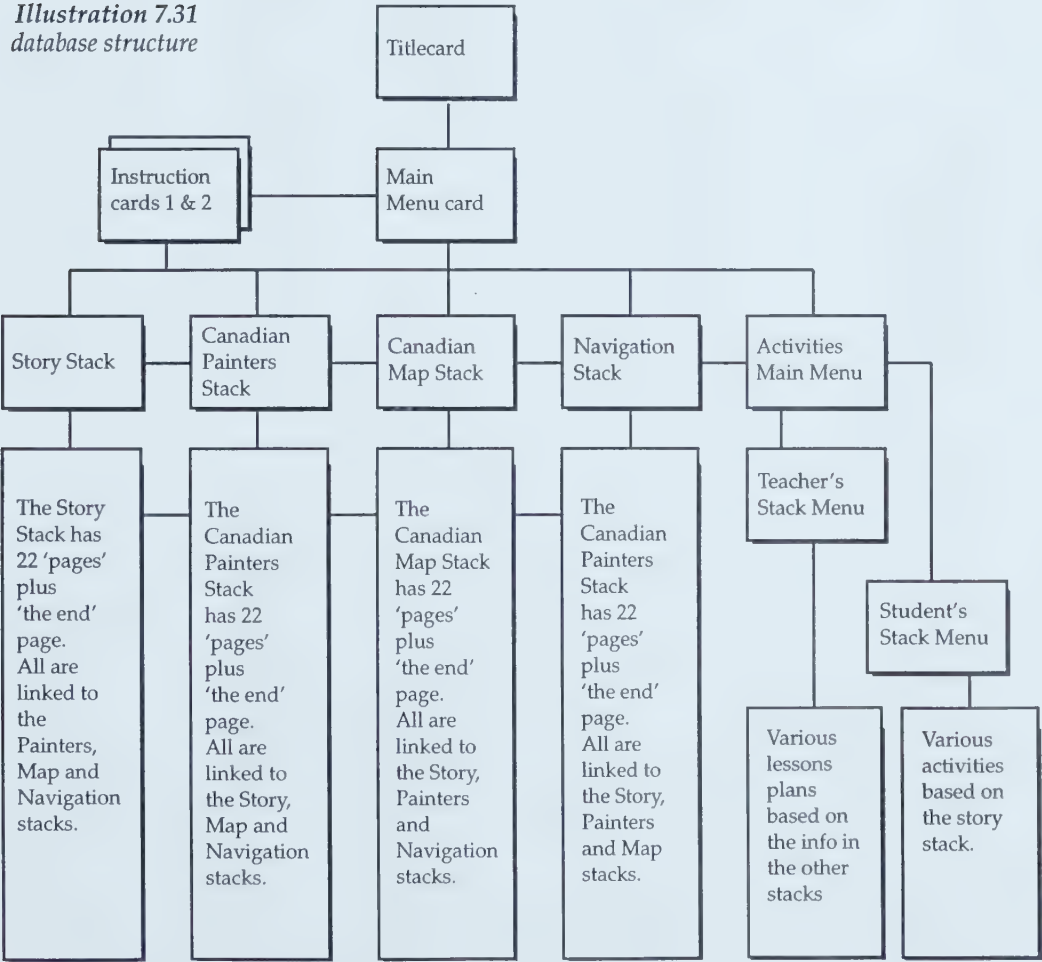 Illustration 7.31
database structure
Titlecard
Instruction
cards 1 & 2
Main
Menu card
Story Stack
Canadian
Painters
Stack
Canadian
Map Stack
Navigation
Stack
Activities
Main Menu
The Story
Stack has
22 'pages'
plus
'the end'
page.
All are
linked to
the
Painters,
Map and
Navigation
stacks.
The
Canadian
Painters
Stack
has 22
'pages'
plus
'the end'
page.
All are
linked to
the Story,
Map and
Navigation
stacks.
The
Canadian
Map Stack
has 22
'pages'
plus
'the end'
page.
All are
linked to
the Story,
Painters
and
Navigation
stacks.
The
Canadian
Painters
Stack
has 22
'pages'
plus
'the end'
page.
All are
linked to
the Story,
Painters
and Map
stacks.
Teacher's
Stack Menu
Student's
Stack Menu
Various
lessons
plans
based on
the info in
the other
stacks
Various
activities
based on
the story
stack.